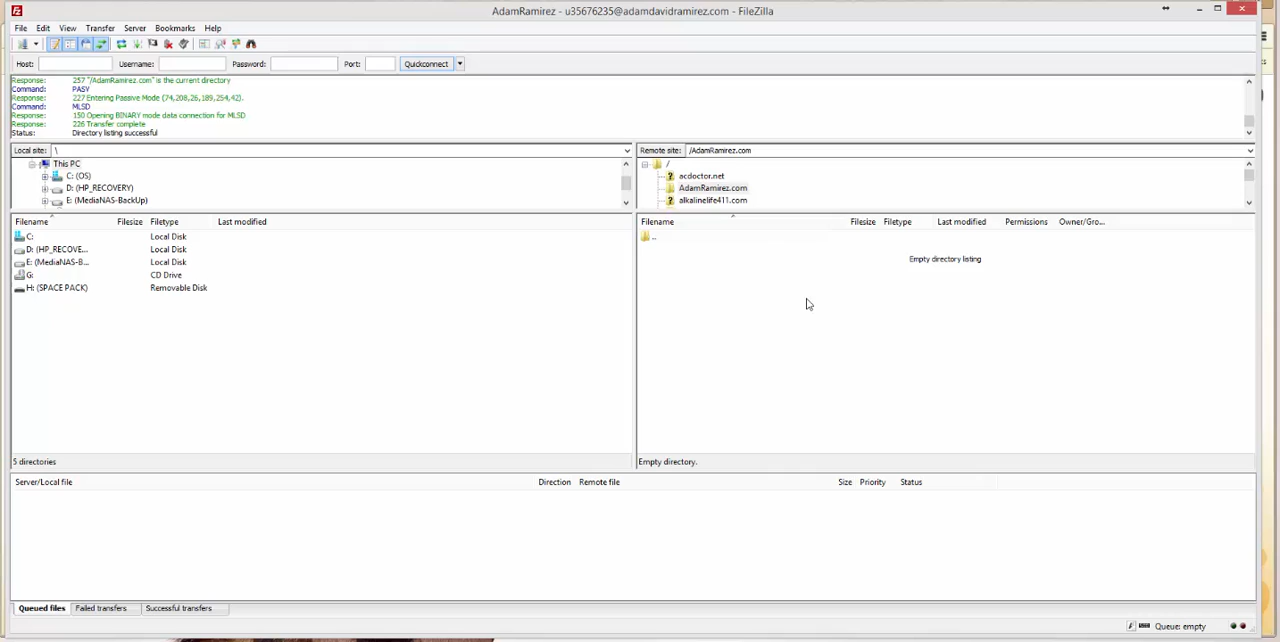 AdamRamirez - u35676235@adamdavidramirez.com - FileZilla
File Edit View Transfer Server Bookmarks Help
Host: Username: Password: Port: Quickconnect
Response: 257 "/AdamRamirez.com" is the current directory
Command: PASV
Response: 227 Entering Passive Mode (74,208,26,189,254,42).
Command: MLSD
Response: 150 Opening BINARY mode data connection for MLSD
Response: 226 Transfer complete
Status: Directory listing successful
Local site: \
This PC
C: (OS)
D: (HP_RECOVERY)
E: (MediaNAS-BackUp)
Remote site: /AdamRamirez.com
/
acdoctor.net
AdamRamirez.com
alkalinelife411.com
Filename Filesize Filetype Last modified
C: Local Disk
D: (HP_RECOVE... Local Disk
E: (MediaNAS-B... Local Disk
G: CD Drive
H: (SPACE PACK) Removable Disk
5 directories
Filename Filesize Filetype Last modified Permissions Owner/Gro...
..
Empty directory listing
Empty directory.
Server/Local file Direction Remote file Size Priority Status
Queued files Failed transfers Successful transfers
Queue: empty